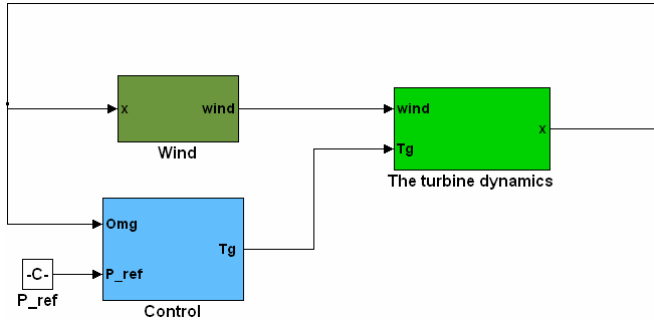 x wind
Wind
wind
Tg
x
The turbine dynamics
Omg
Tg
P_ref
Control
-C-
P_ref